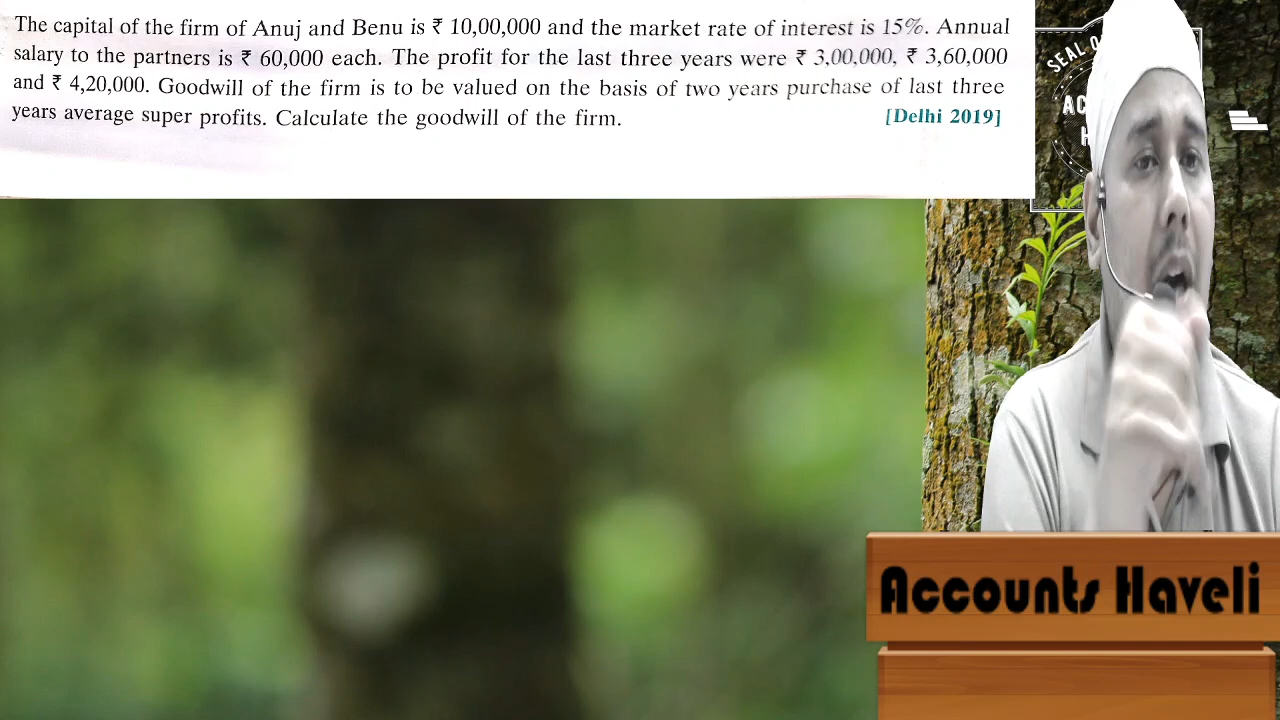 The capital of the firm of Anuj and Benu is ₹ 10,00,000 and the market rate of interest is 15%. Annual
salary to the partners is ₹ 60,000 each. The profit for the last three years were ₹ 3,00,000, ₹ 3,60,000
and ₹ 4,20,000. Goodwill of the firm is to be valued on the basis of two years purchase of last three
years average super profits. Calculate the goodwill of the firm.
[Delhi 2019]
SEAL O
AC
H
Accounts Haveli